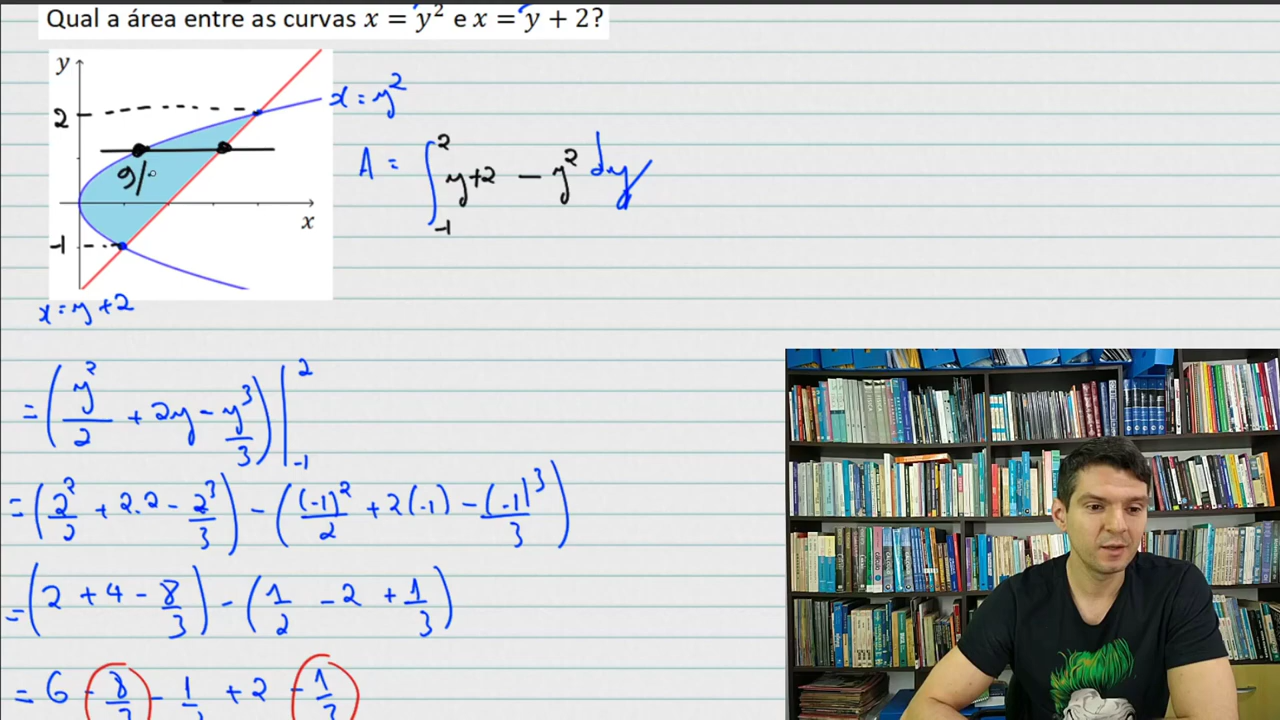 Qual a área entre as curvas x = y² e x = y + 2?
y
x = y²
2
A = ∫₋₁² y+2 − y² dy
9/
x
-1
x = y + 2
= (y²/2 + 2y − y³/3) |₋₁²
= (2²/2 + 2.2 − 2³/3) − ((-1)²/2 + 2(-1) − (-1)³/3)
= (2 + 4 − 8/3) − (1/2 − 2 + 1/3)
= 6 − 8/3 − 1/2 + 2 − 1/3